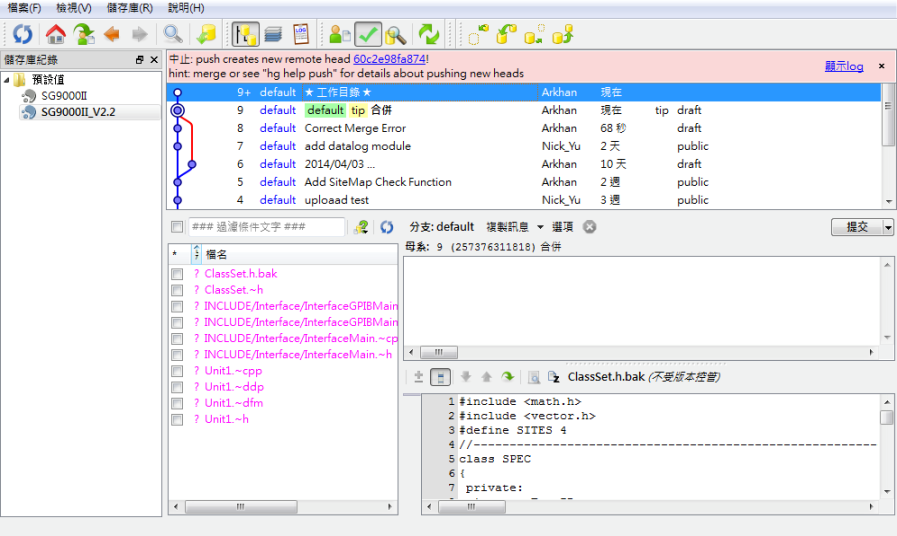 檔案(F) 檢視(V) 儲存庫(R) 說明(H)
儲存庫紀錄
預設值
SG9000II
SG9000II_V2.2
中止: push creates new remote head 60c2e98fa874!
hint: merge or see "hg help push" for details about pushing new heads
顯示log
9+ default ★ 工作目錄 ★ Arkhan 現在
9 default default tip 合併 Arkhan 現在 tip draft
8 default Correct Merge Error Arkhan 68 秒 draft
7 default add datalog module Nick_Yu 2 天 public
6 default 2014/04/03 ... Arkhan 10 天 draft
5 default Add SiteMap Check Function Arkhan 2 週 public
4 default uploaad test Nick_Yu 3 週 public
### 過濾條件文字 ###
分支: default 複製訊息 選項 提交
母系: 9 (257376311818) 合併
* 檔名
? ClassSet.h.bak
? ClassSet.~h
? INCLUDE/Interface/InterfaceGPIBMain
? INCLUDE/Interface/InterfaceGPIBMain
? INCLUDE/Interface/InterfaceMain.~cp
? INCLUDE/Interface/InterfaceMain.~h
? Unit1.~cpp
? Unit1.~ddp
? Unit1.~dfm
? Unit1.~h
ClassSet.h.bak (不受版本控管)
1 #include <math.h>
2 #include <vector.h>
3 #define SITES 4
4 //--------------------------------------------------------
5 class SPEC
6 {
7 private: